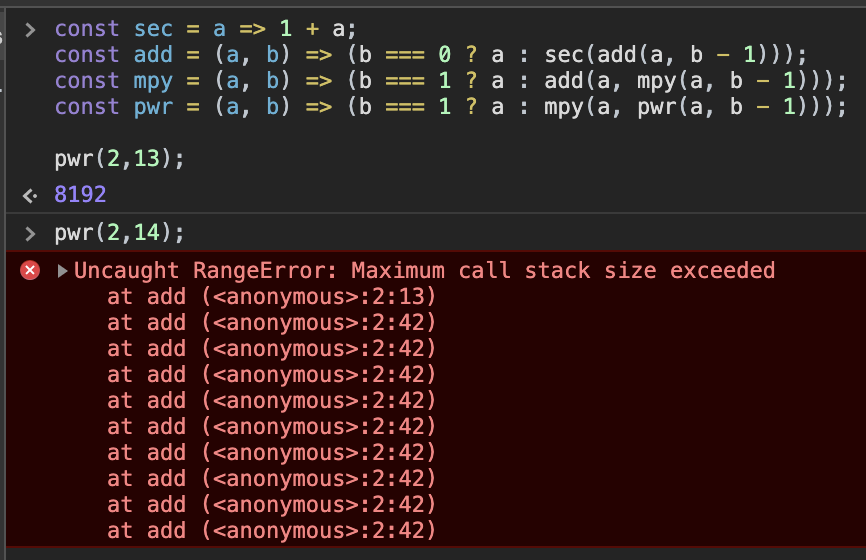 > const sec = a => 1 + a;
const add = (a, b) => (b === 0 ? a : sec(add(a, b - 1)));
const mpy = (a, b) => (b === 1 ? a : add(a, mpy(a, b - 1)));
const pwr = (a, b) => (b === 1 ? a : mpy(a, pwr(a, b - 1)));
pwr(2,13);
8192
> pwr(2,14);
Uncaught RangeError: Maximum call stack size exceeded
at add (<anonymous>:2:13)
at add (<anonymous>:2:42)
at add (<anonymous>:2:42)
at add (<anonymous>:2:42)
at add (<anonymous>:2:42)
at add (<anonymous>:2:42)
at add (<anonymous>:2:42)
at add (<anonymous>:2:42)
at add (<anonymous>:2:42)
at add (<anonymous>:2:42)